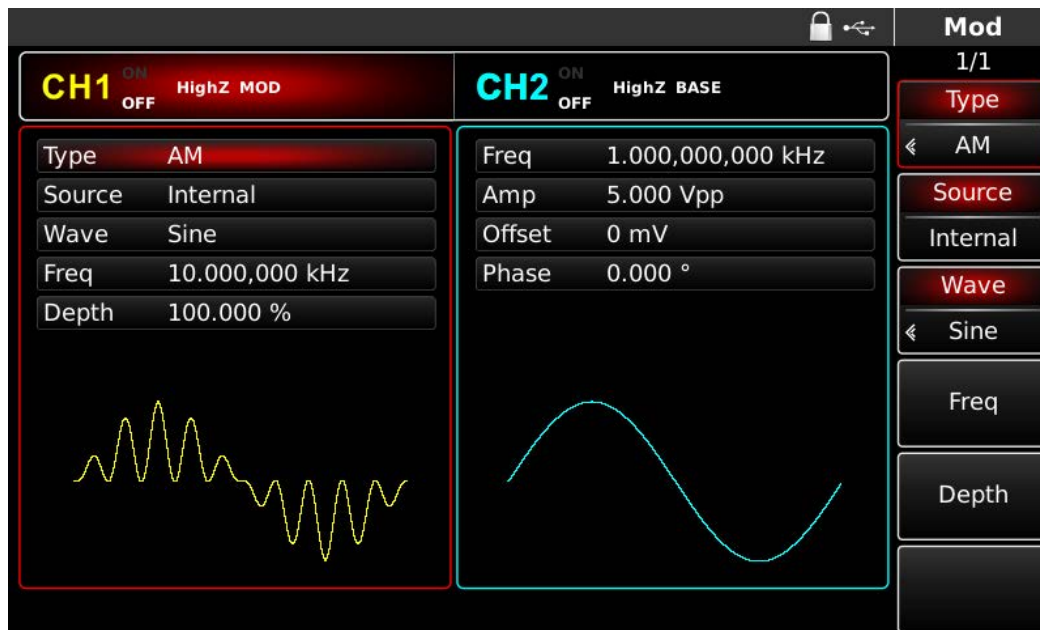 Mod
1/1
CH1 ON OFF HighZ MOD
CH2 ON OFF HighZ BASE
Type AM
Source Internal
Wave Sine
Freq 10.000,000 kHz
Depth 100.000 %
Freq 1.000,000,000 kHz
Amp 5.000 Vpp
Offset 0 mV
Phase 0.000 °
Type
AM
Source
Internal
Wave
Sine
Freq
Depth